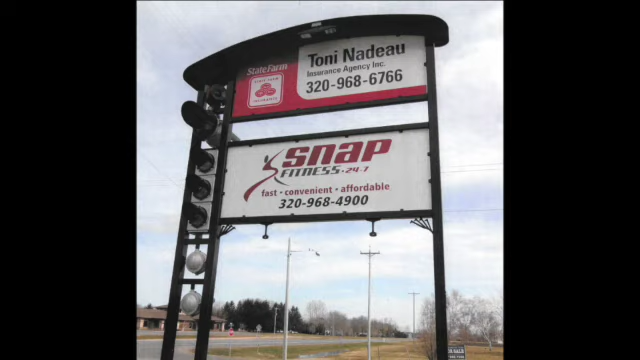 State Farm
Toni Nadeau
Insurance Agency Inc.
320-968-6766
SNAP
FITNESS•24-7
fast • convenient • affordable
320-968-4900